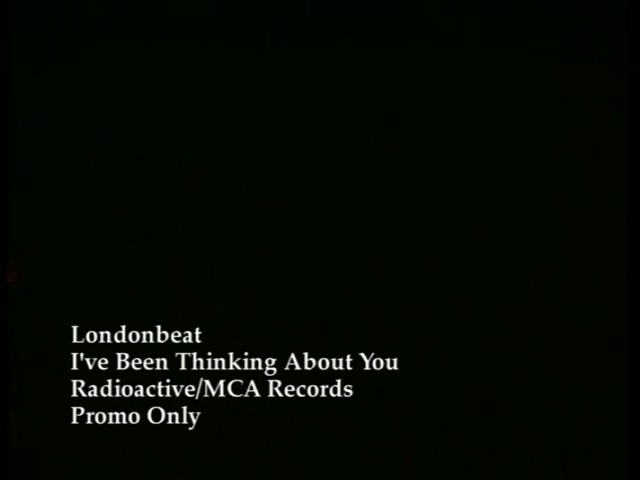 Londonbeat
I've Been Thinking About You
Radioactive/MCA Records
Promo Only